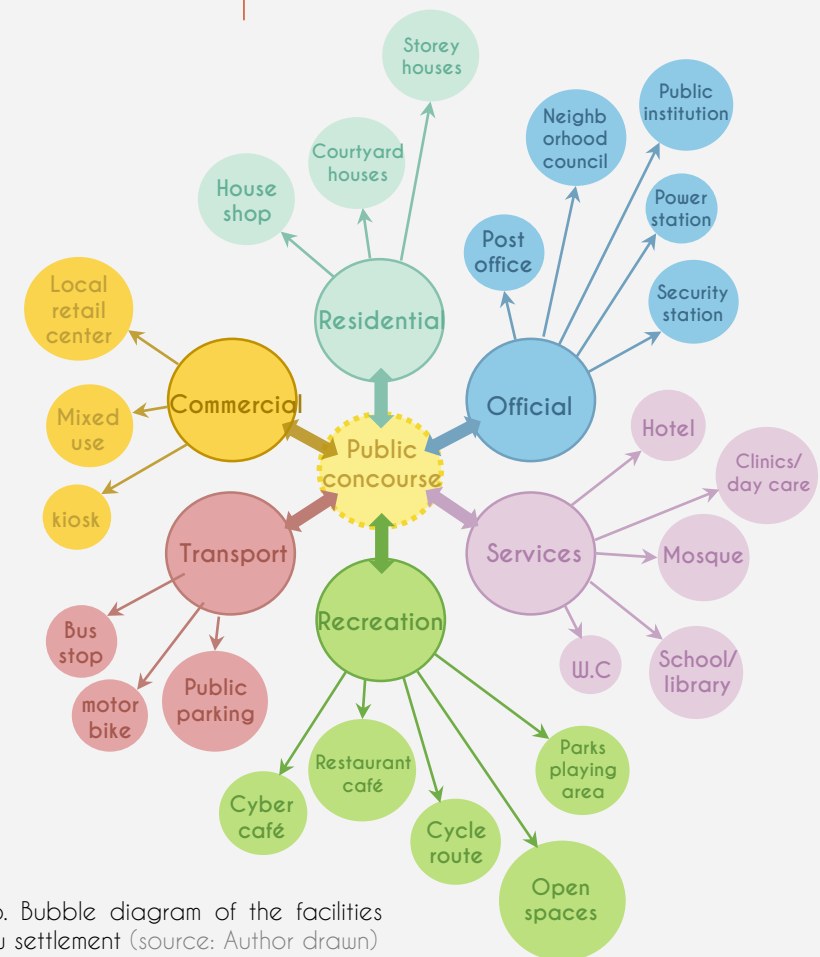 Storey
houses
Courtyard
houses
House
shop
Residential
Neighb
orhood
council
Public
institution
Power
station
Post
office
Security
station
Official
Local
retail
center
Mixed
use
kiosk
Commercial
Public
concourse
Hotel
Clinics/
day care
Mosque
School/
library
W.C
Services
Transport
Bus
stop
motor
bike
Public
parking
Recreation
Cyber
café
Restaurant
café
Cycle
route
Open
spaces
Parks
playing
area
. Bubble diagram of the facilities
settlement (source: Author drawn)